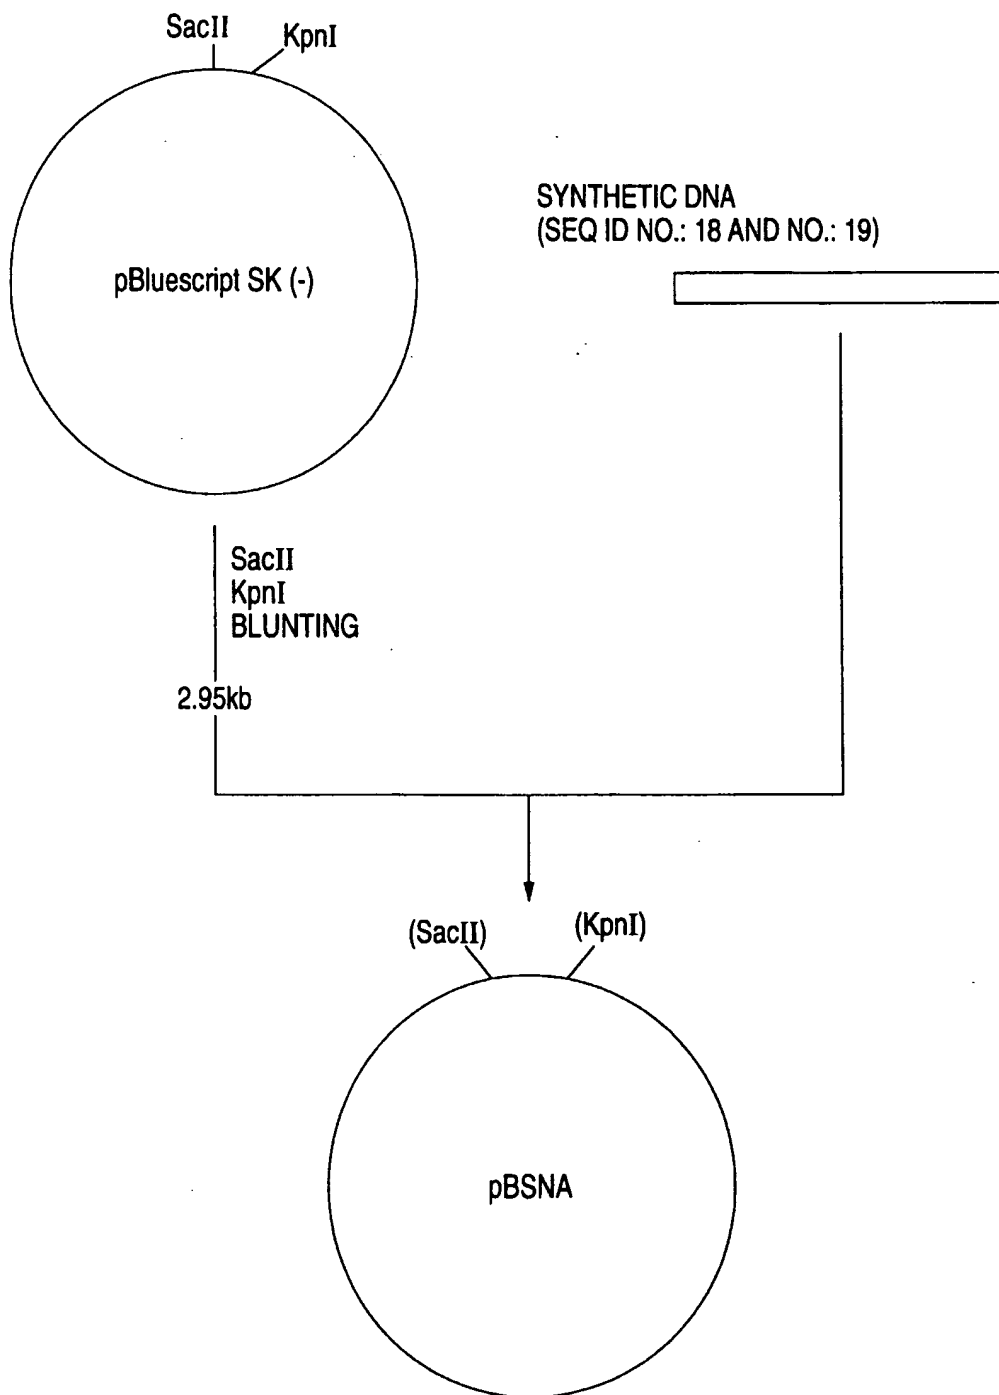 SacII
KpnI
pBluescript SK (-)
SYNTHETIC DNA
(SEQ ID NO.: 18 AND NO.: 19)
SacII
KpnI
BLUNTING
2.95kb
(SacII)
(KpnI)
pBSNA